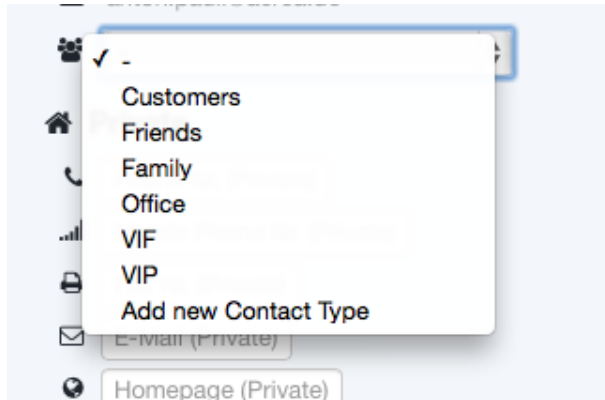 ✓ -
Customers
Friends
Family
Office
VIF
VIP
Add new Contact Type
E-Mail (Private)
Homepage (Private)